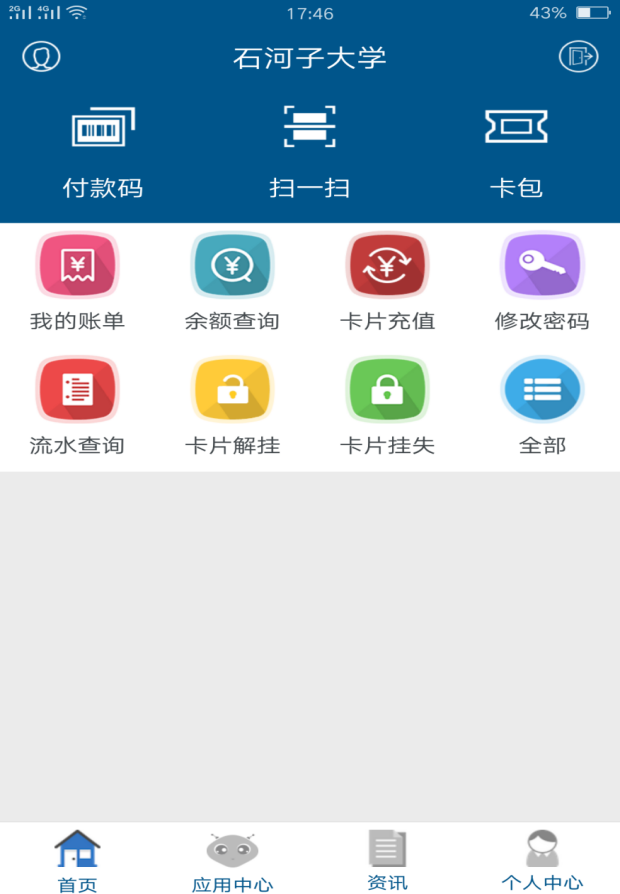 2G 4G 17:46 43%
石河子大学
付款码 扫一扫 卡包
我的账单 余额查询 卡片充值 修改密码
流水查询 卡片解挂 卡片挂失 全部
首页 应用中心 资讯 个人中心